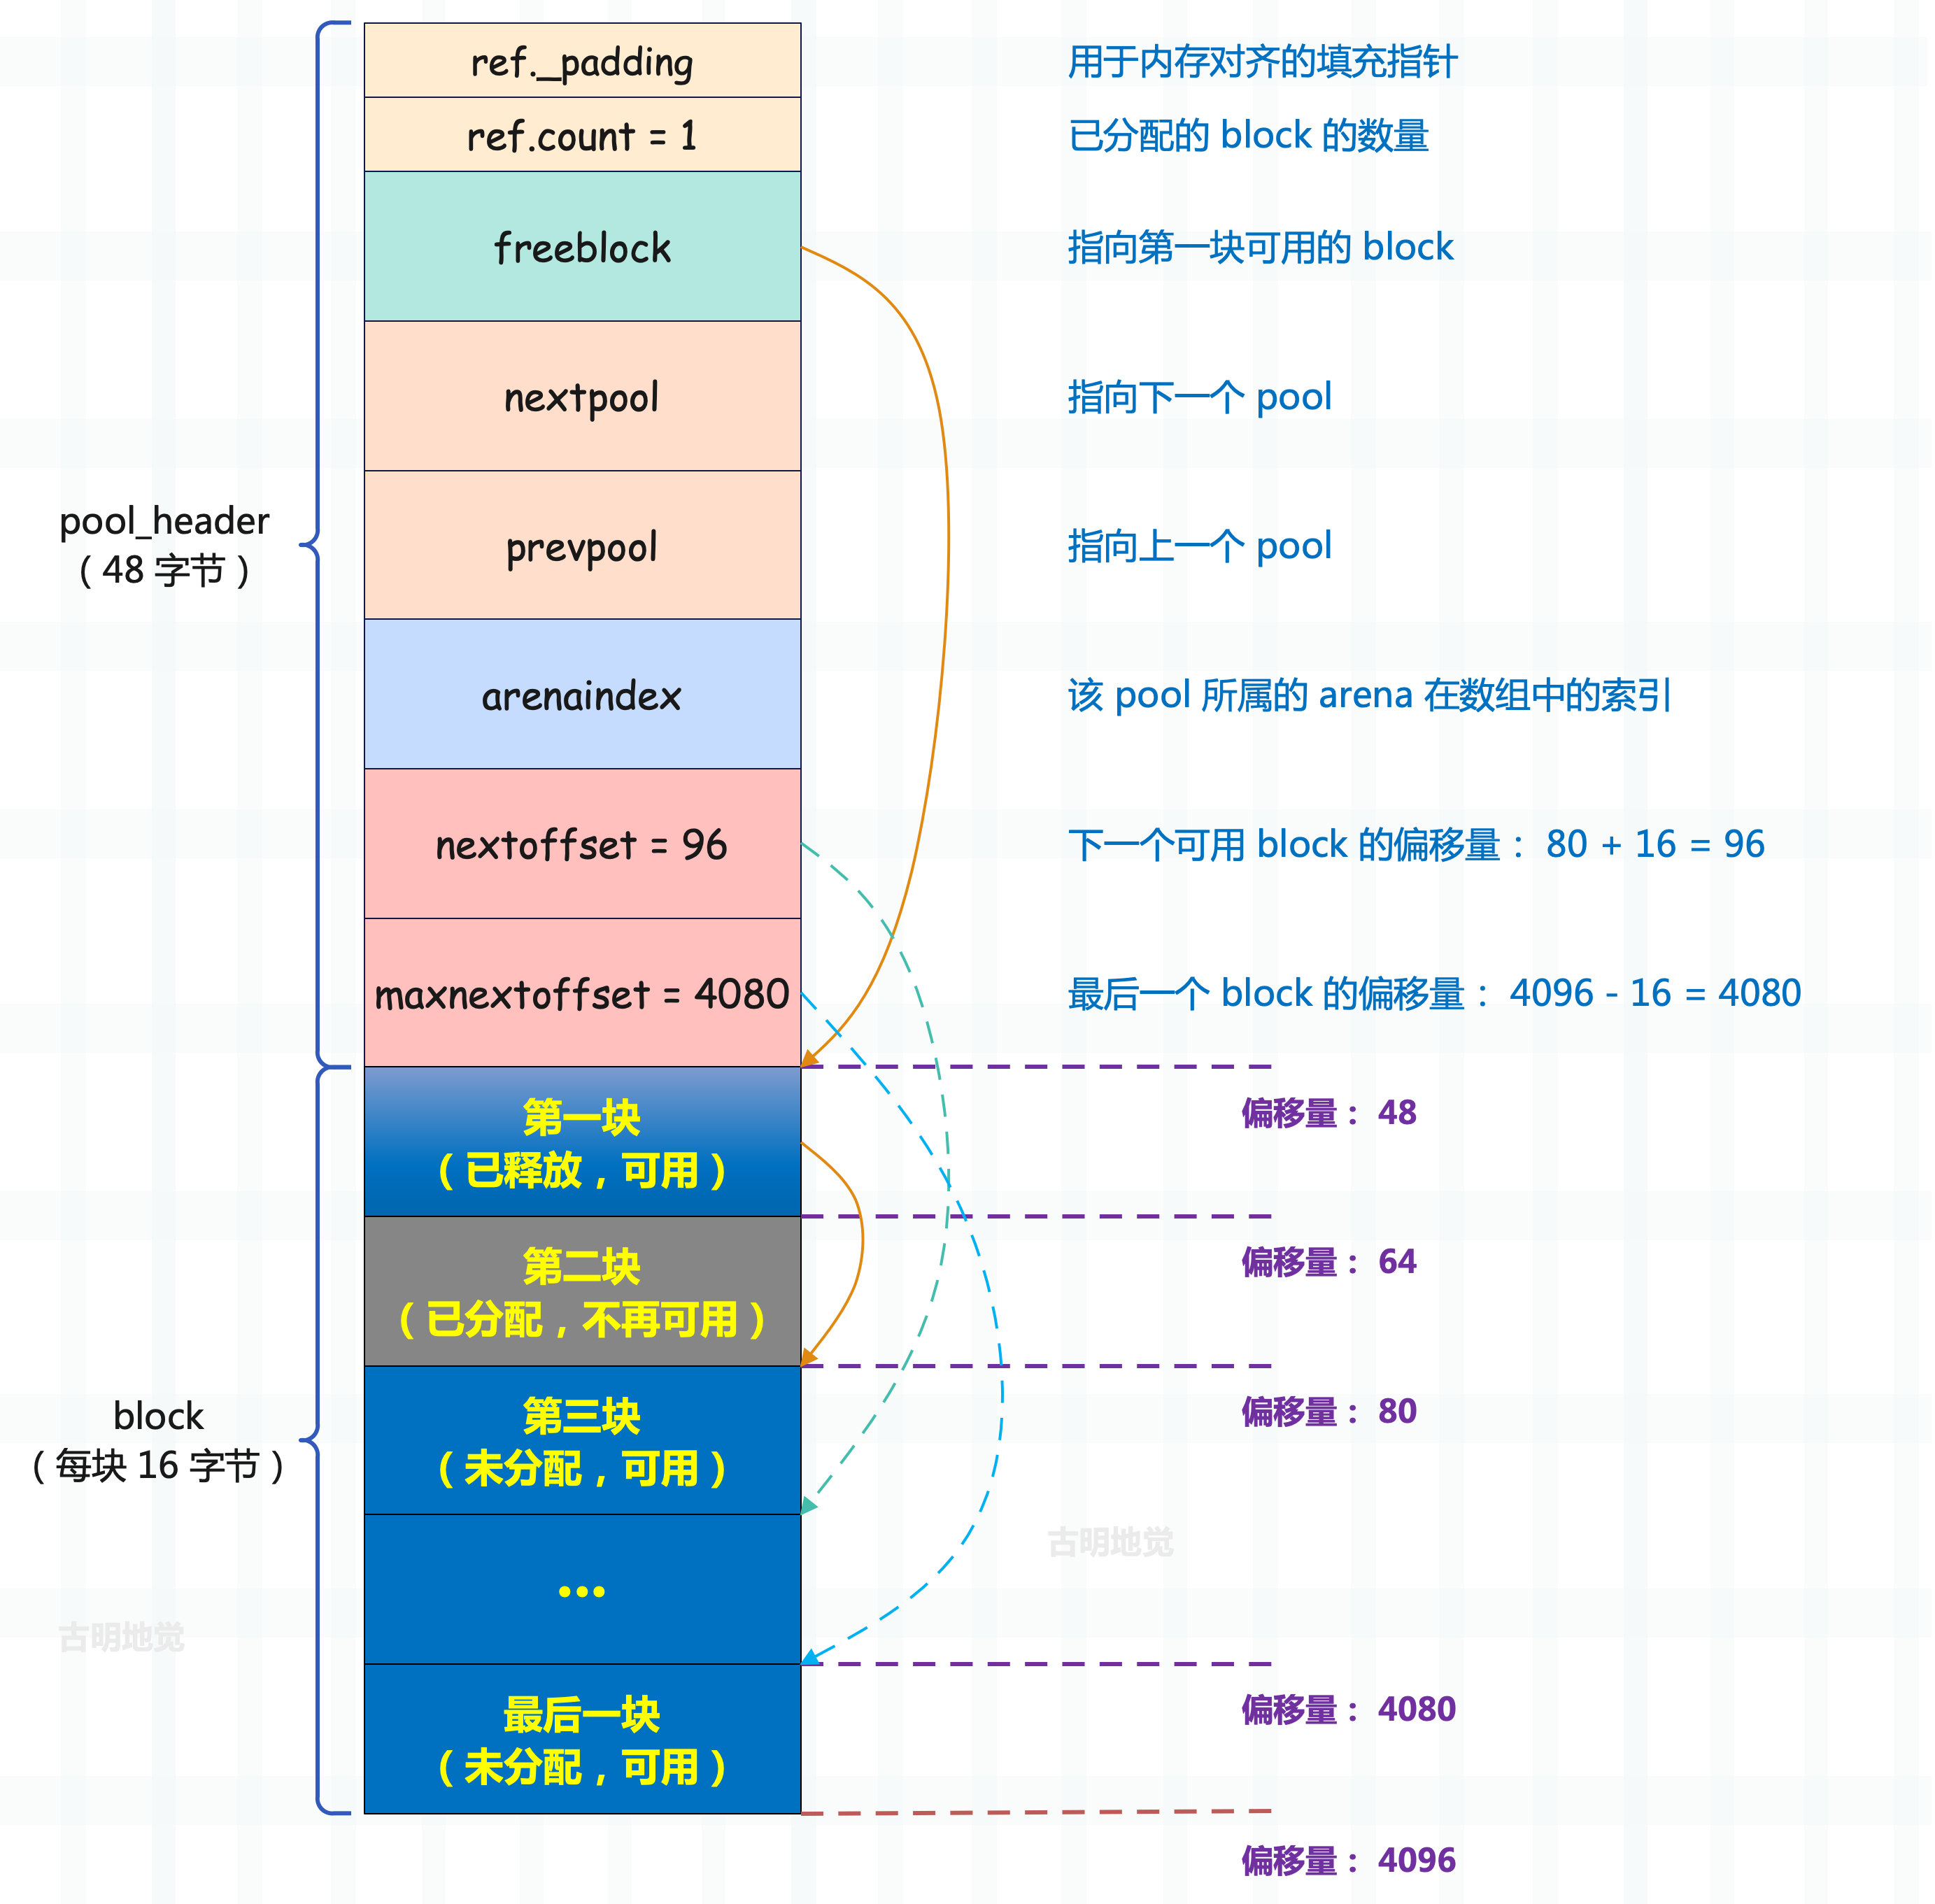 ref._padding
用于内存对齐的填充指针
ref.count = 1
已分配的 block 的数量
freeblock
指向第一块可用的 block
nextpool
指向下一个 pool
pool_header
（48 字节）
prevpool
指向上一个 pool
arenaindex
该 pool 所属的 arena 在数组中的索引
nextoffset = 96
下一个可用 block 的偏移量： 80 + 16 = 96
maxnextoffset = 4080
最后一个 block 的偏移量： 4096 - 16 = 4080
第一块
（已释放，可用）
偏移量： 48
第二块
（已分配，不再可用）
偏移量： 64
block
（每块 16 字节）
第三块
（未分配，可用）
偏移量： 80
古明地觉
...
古明地觉
最后一块
（未分配，可用）
偏移量： 4080
偏移量： 4096